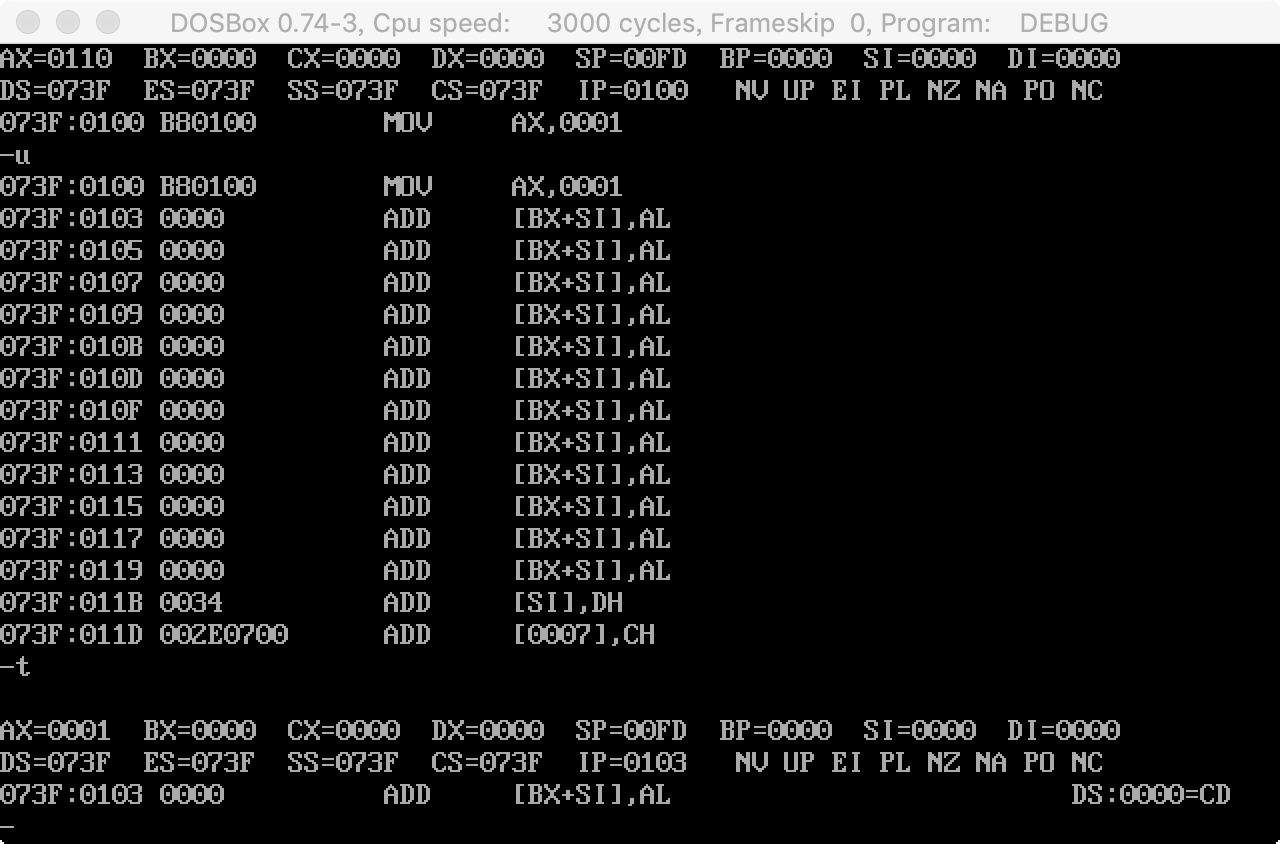 DOSBox 0.74-3, Cpu speed:    3000 cycles, Frameskip  0, Program:    DEBUG
AX=0110  BX=0000  CX=0000  DX=0000  SP=00FD  BP=0000  SI=0000  DI=0000
DS=073F  ES=073F  SS=073F  CS=073F  IP=0100   NV UP EI PL NZ NA PO NC
073F:0100 B80100        MOV     AX,0001
-u
073F:0100 B80100        MOV     AX,0001
073F:0103 0000          ADD     [BX+SI],AL
073F:0105 0000          ADD     [BX+SI],AL
073F:0107 0000          ADD     [BX+SI],AL
073F:0109 0000          ADD     [BX+SI],AL
073F:010B 0000          ADD     [BX+SI],AL
073F:010D 0000          ADD     [BX+SI],AL
073F:010F 0000          ADD     [BX+SI],AL
073F:0111 0000          ADD     [BX+SI],AL
073F:0113 0000          ADD     [BX+SI],AL
073F:0115 0000          ADD     [BX+SI],AL
073F:0117 0000          ADD     [BX+SI],AL
073F:0119 0000          ADD     [BX+SI],AL
073F:011B 0034          ADD     [SI],DH
073F:011D 002E0700      ADD     [0007],CH
-t
AX=0001  BX=0000  CX=0000  DX=0000  SP=00FD  BP=0000  SI=0000  DI=0000
DS=073F  ES=073F  SS=073F  CS=073F  IP=0103   NV UP EI PL NZ NA PO NC
073F:0103 0000          ADD     [BX+SI],AL                         DS:0000=CD
-